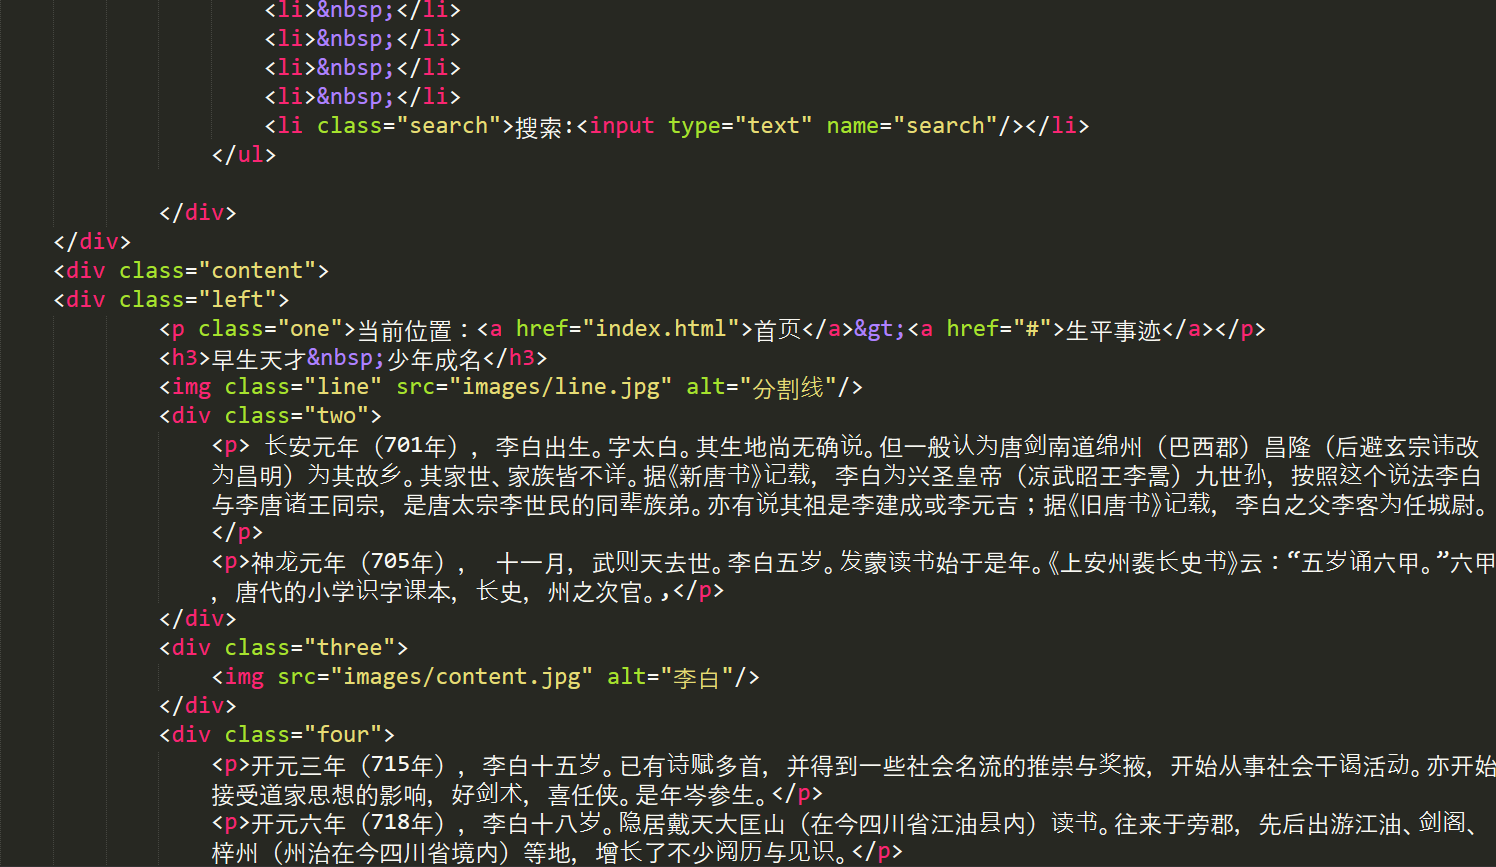 <li>&nbsp;</li>
<li>&nbsp;</li>
<li>&nbsp;</li>
<li>&nbsp;</li>
<li class="search">搜索:<input type="text" name="search"/></li>
</ul>
</div>
</div>
<div class="content">
<div class="left">
<p class="one">当前位置：<a href="index.html">首页</a>&gt;<a href="#">生平事迹</a></p>
<h3>早生天才&nbsp;少年成名</h3>
<img class="line" src="images/line.jpg" alt="分割线"/>
<div class="two">
<p> 长安元年（701年），李白出生。字太白。其生地尚无确说。但一般认为唐剑南道绵州（巴西郡）昌隆（后避玄宗讳改
为昌明）为其故乡。其家世、家族皆不详。据《新唐书》记载，李白为兴圣皇帝（凉武昭王李暠）九世孙，按照这个说法李白
与李唐诸王同宗，是唐太宗李世民的同辈族弟。亦有说其祖是李建成或李元吉；据《旧唐书》记载，李白之父李客为任城尉。
</p>
<p>神龙元年（705年）， 十一月，武则天去世。李白五岁。发蒙读书始于是年。《上安州裴长史书》云：“五岁诵六甲。”六甲
，唐代的小学识字课本，长史，州之次官。,</p>
</div>
<div class="three">
<img src="images/content.jpg" alt="李白"/>
</div>
<div class="four">
<p>开元三年（715年），李白十五岁。已有诗赋多首，并得到一些社会名流的推崇与奖掖，开始从事社会干谒活动。亦开始
接受道家思想的影响，好剑术，喜任侠。是年岑参生。</p>
<p>开元六年（718年），李白十八岁。隐居戴天大匡山（在今四川省江油县内）读书。往来于旁郡，先后出游江油、剑阁、
梓州（州治在今四川省境内）等地，增长了不少阅历与见识。</p>